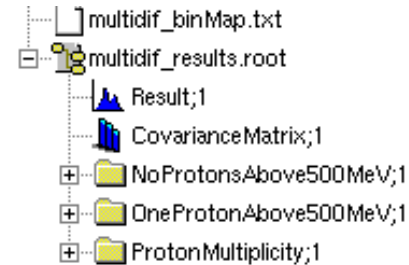 multidif_binMap.txt
multidif_results.root
Result;1
CovarianceMatrix;1
NoProtonsAbove500MeV;1
OneProtonAbove500MeV;1
ProtonMultiplicity;1